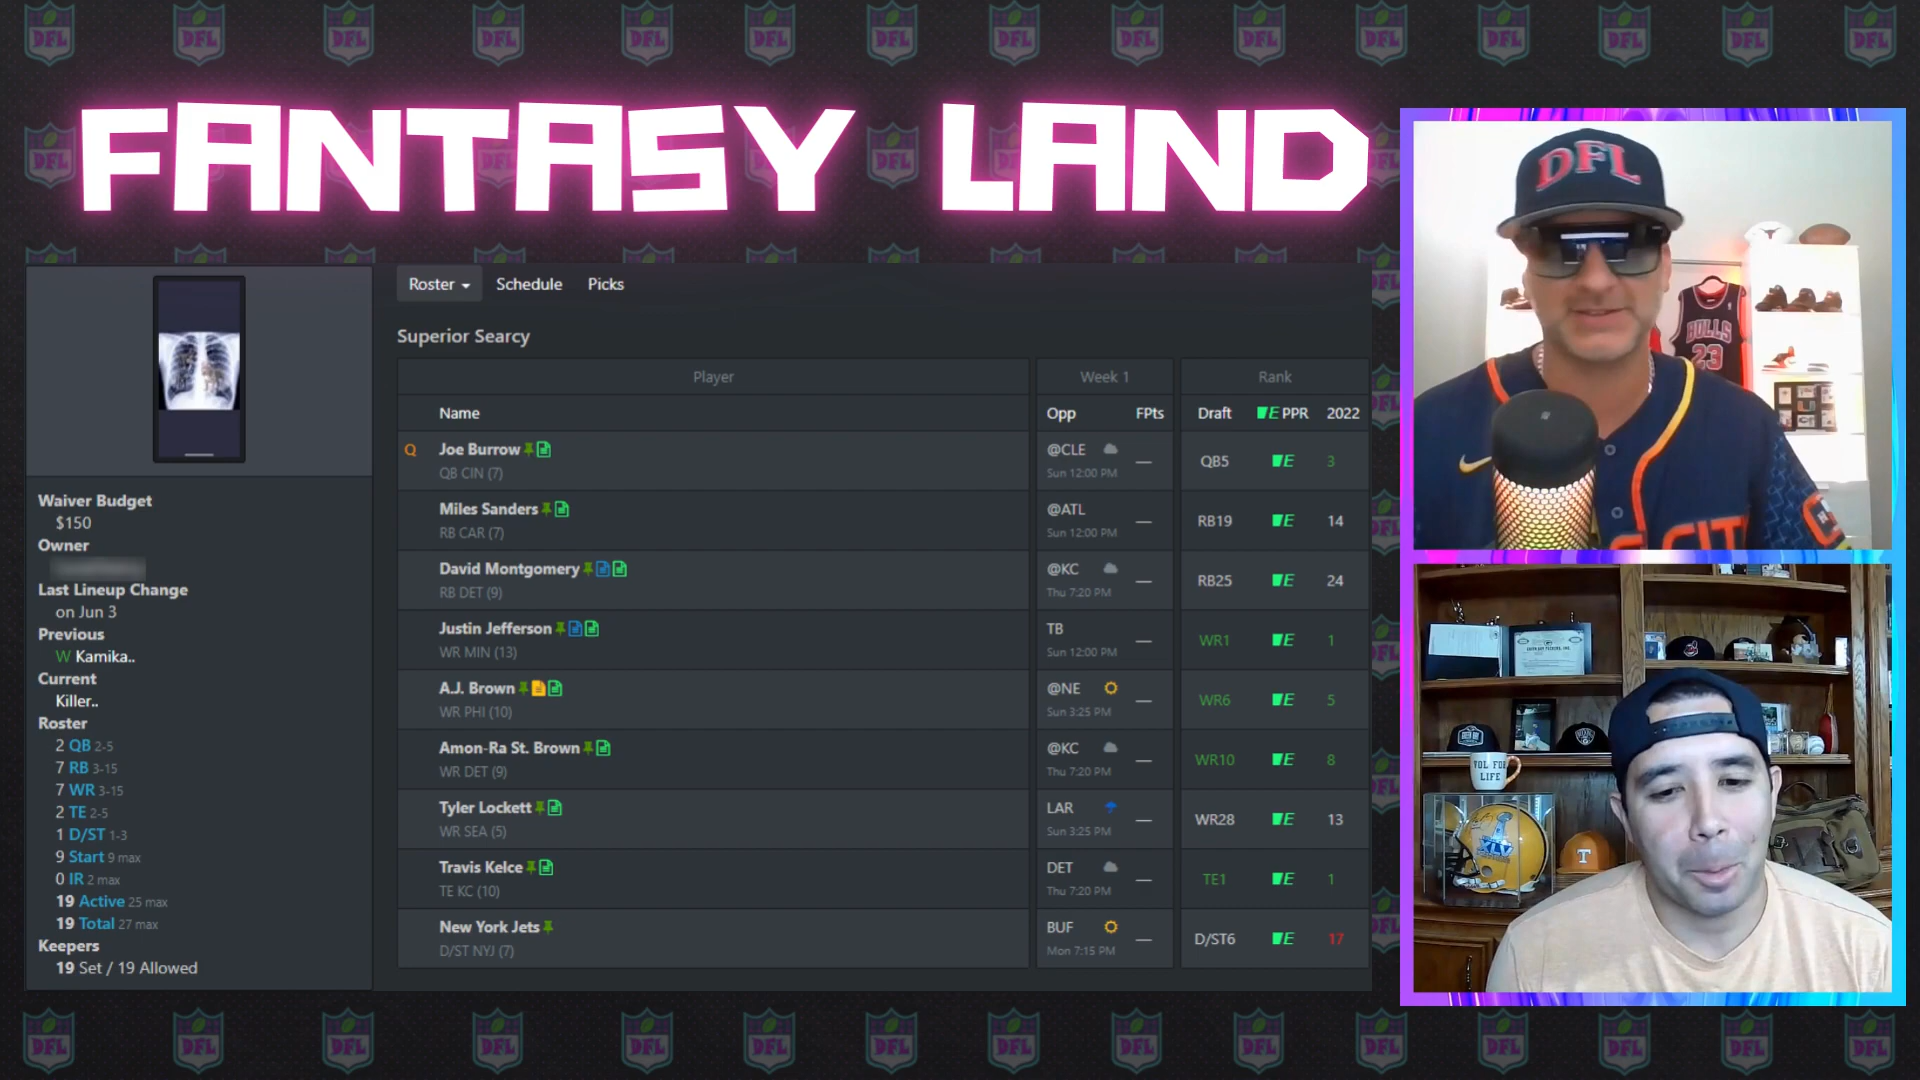 FANTASY LAND
Roster Schedule Picks
Superior Searcy
Player Week 1 Rank
Name Opp FPts Draft PPR 2022
Q Joe Burrow @CLE — QB5 3
QB CIN (7) Sun 12:00 PM
Miles Sanders @ATL — RB19 14
RB CAR (7) Sun 12:00 PM
David Montgomery @KC — RB25 24
RB DET (9) Thu 7:20 PM
Justin Jefferson TB — WR1 1
WR MIN (13) Sun 12:00 PM
A.J. Brown @NE — WR6 5
WR PHI (10) Sun 3:25 PM
Amon-Ra St. Brown @KC — WR10 8
WR DET (9) Thu 7:20 PM
Tyler Lockett LAR — WR28 13
WR SEA (5) Sun 3:25 PM
Travis Kelce DET — TE1 1
TE KC (10) Thu 7:20 PM
New York Jets BUF — D/ST6 17
D/ST NYJ (7) Mon 7:15 PM
Waiver Budget
$150
Owner
Last Lineup Change
on Jun 3
Previous
W Kamika..
Current
Killer..
Roster
2 QB 2-5
7 RB 3-15
7 WR 3-15
2 TE 2-5
1 D/ST 1-3
9 Start 9 max
0 IR 2 max
19 Active 25 max
19 Total 27 max
Keepers
19 Set / 19 Allowed
DFL
BULLS
23
VOL FOR
LIFE
XLV
T